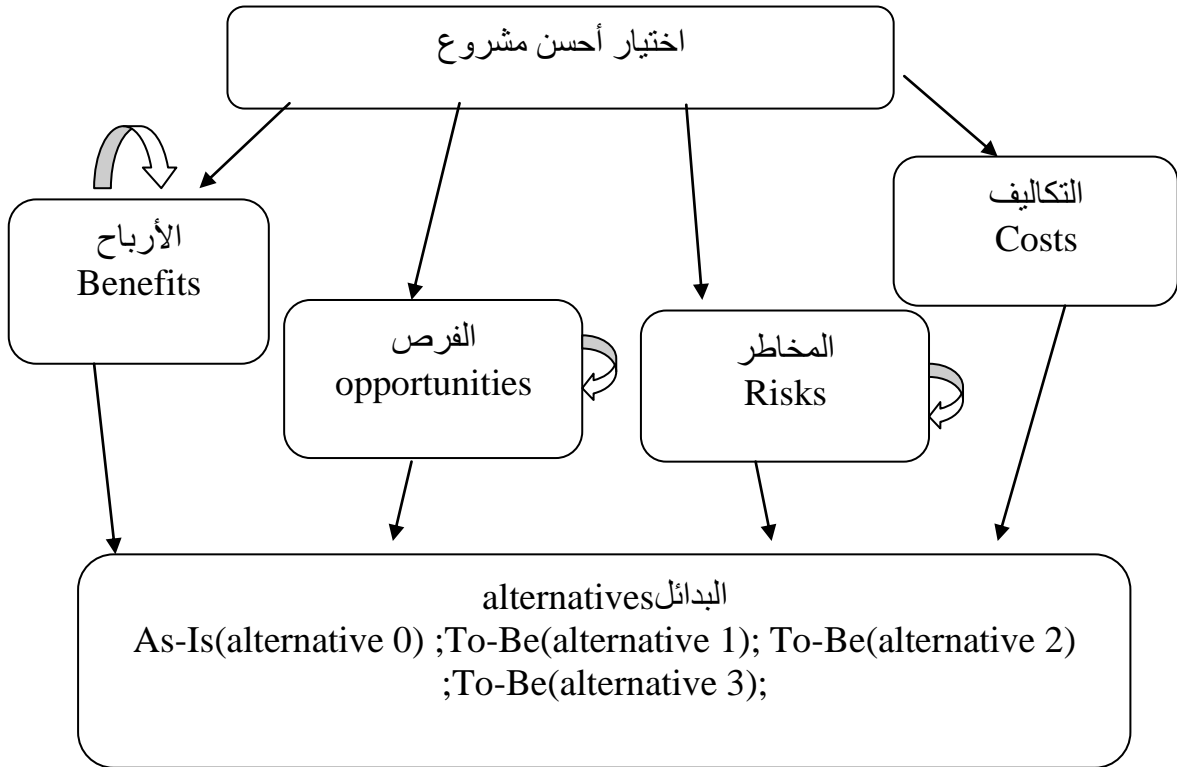 اختيار أحسن مشروع
الأرباح
Benefits
الفرص
opportunities
المخاطر
Risks
التكاليف
Costs
البدائلalternatives
As-Is(alternative 0) ;To-Be(alternative 1); To-Be(alternative 2)
;To-Be(alternative 3);